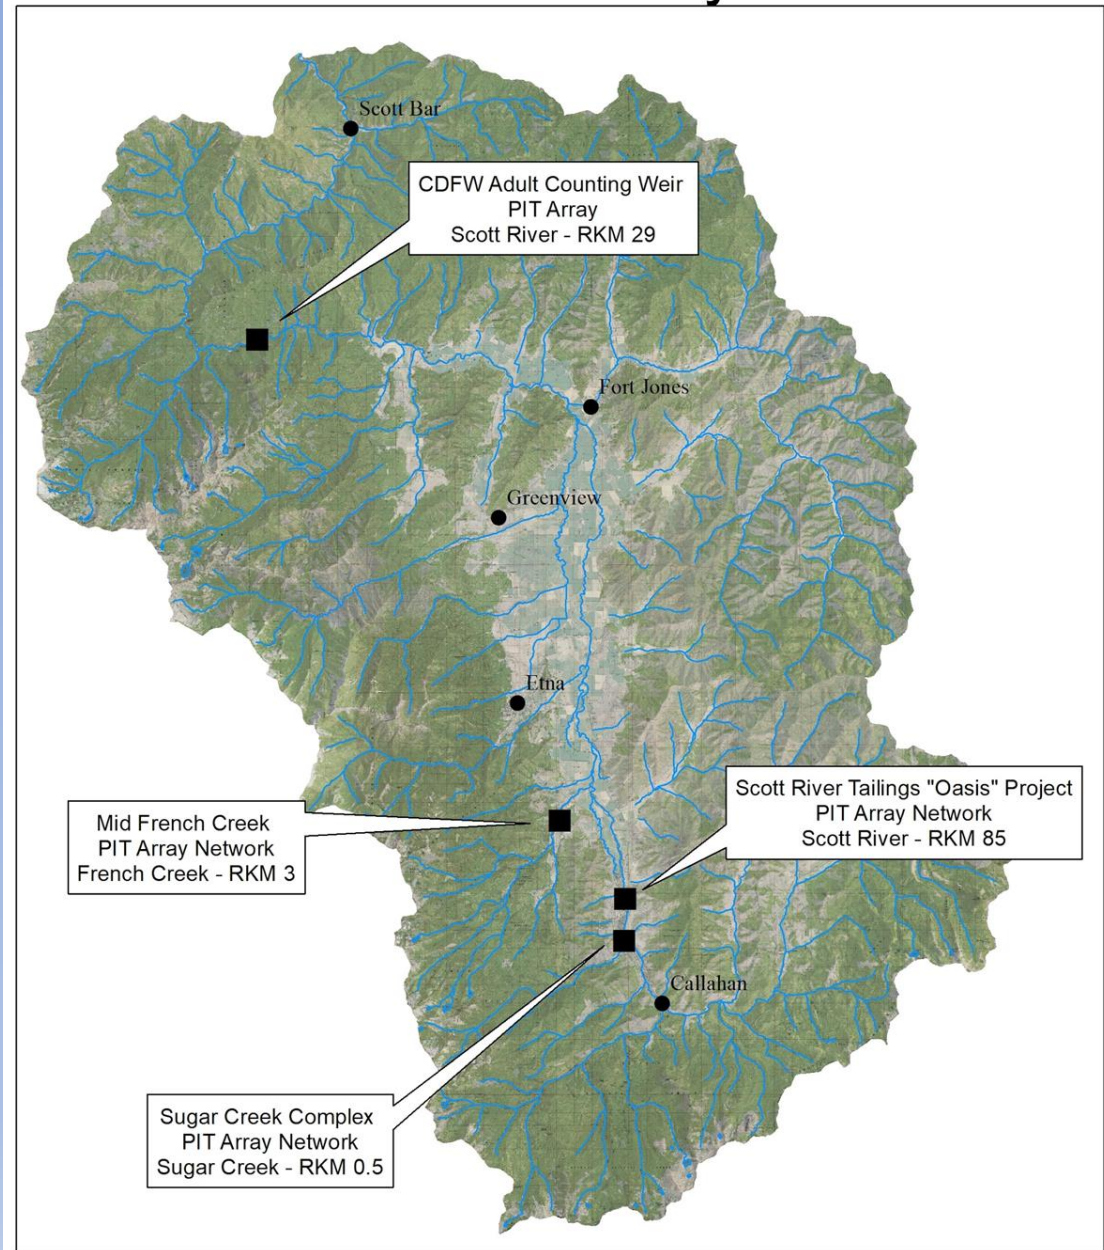 Scott Bar
CDFW Adult Counting Weir
PIT Array
Scott River - RKM 29
Fort Jones
Greenview
Etna
Scott River Tailings "Oasis" Project
PIT Array Network
Scott River - RKM 85
Mid French Creek
PIT Array Network
French Creek - RKM 3
Callahan
Sugar Creek Complex
PIT Array Network
Sugar Creek - RKM 0.5